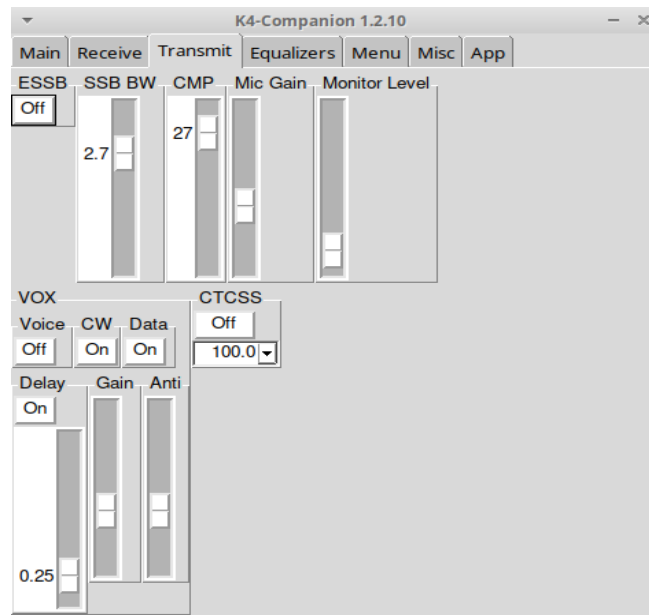 K4-Companion 1.2.10
Main Receive Transmit Equalizers Menu Misc App
ESSB SSB BW CMP Mic Gain Monitor Level
Off
27
2.7
VOX CTCSS
Voice CW Data Off
Off On On 100.0
Delay Gain Anti
On
0.25